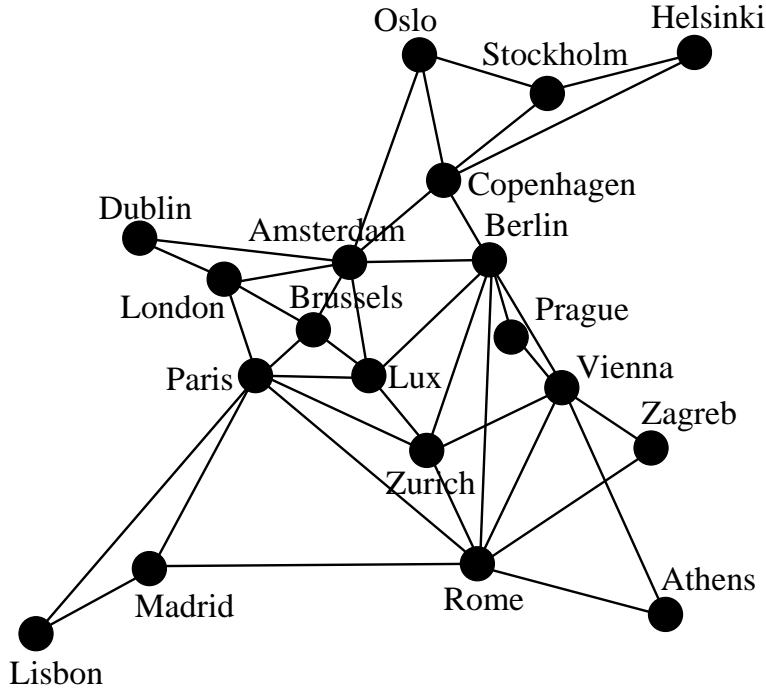 Helsinki
Oslo
Stockholm
Copenhagen
Dublin
Berlin
Amsterdam
Brussels
London
Prague
Vienna
Paris
Lux
Zagreb
Zurich
Athens
Rome
Madrid
Lisbon